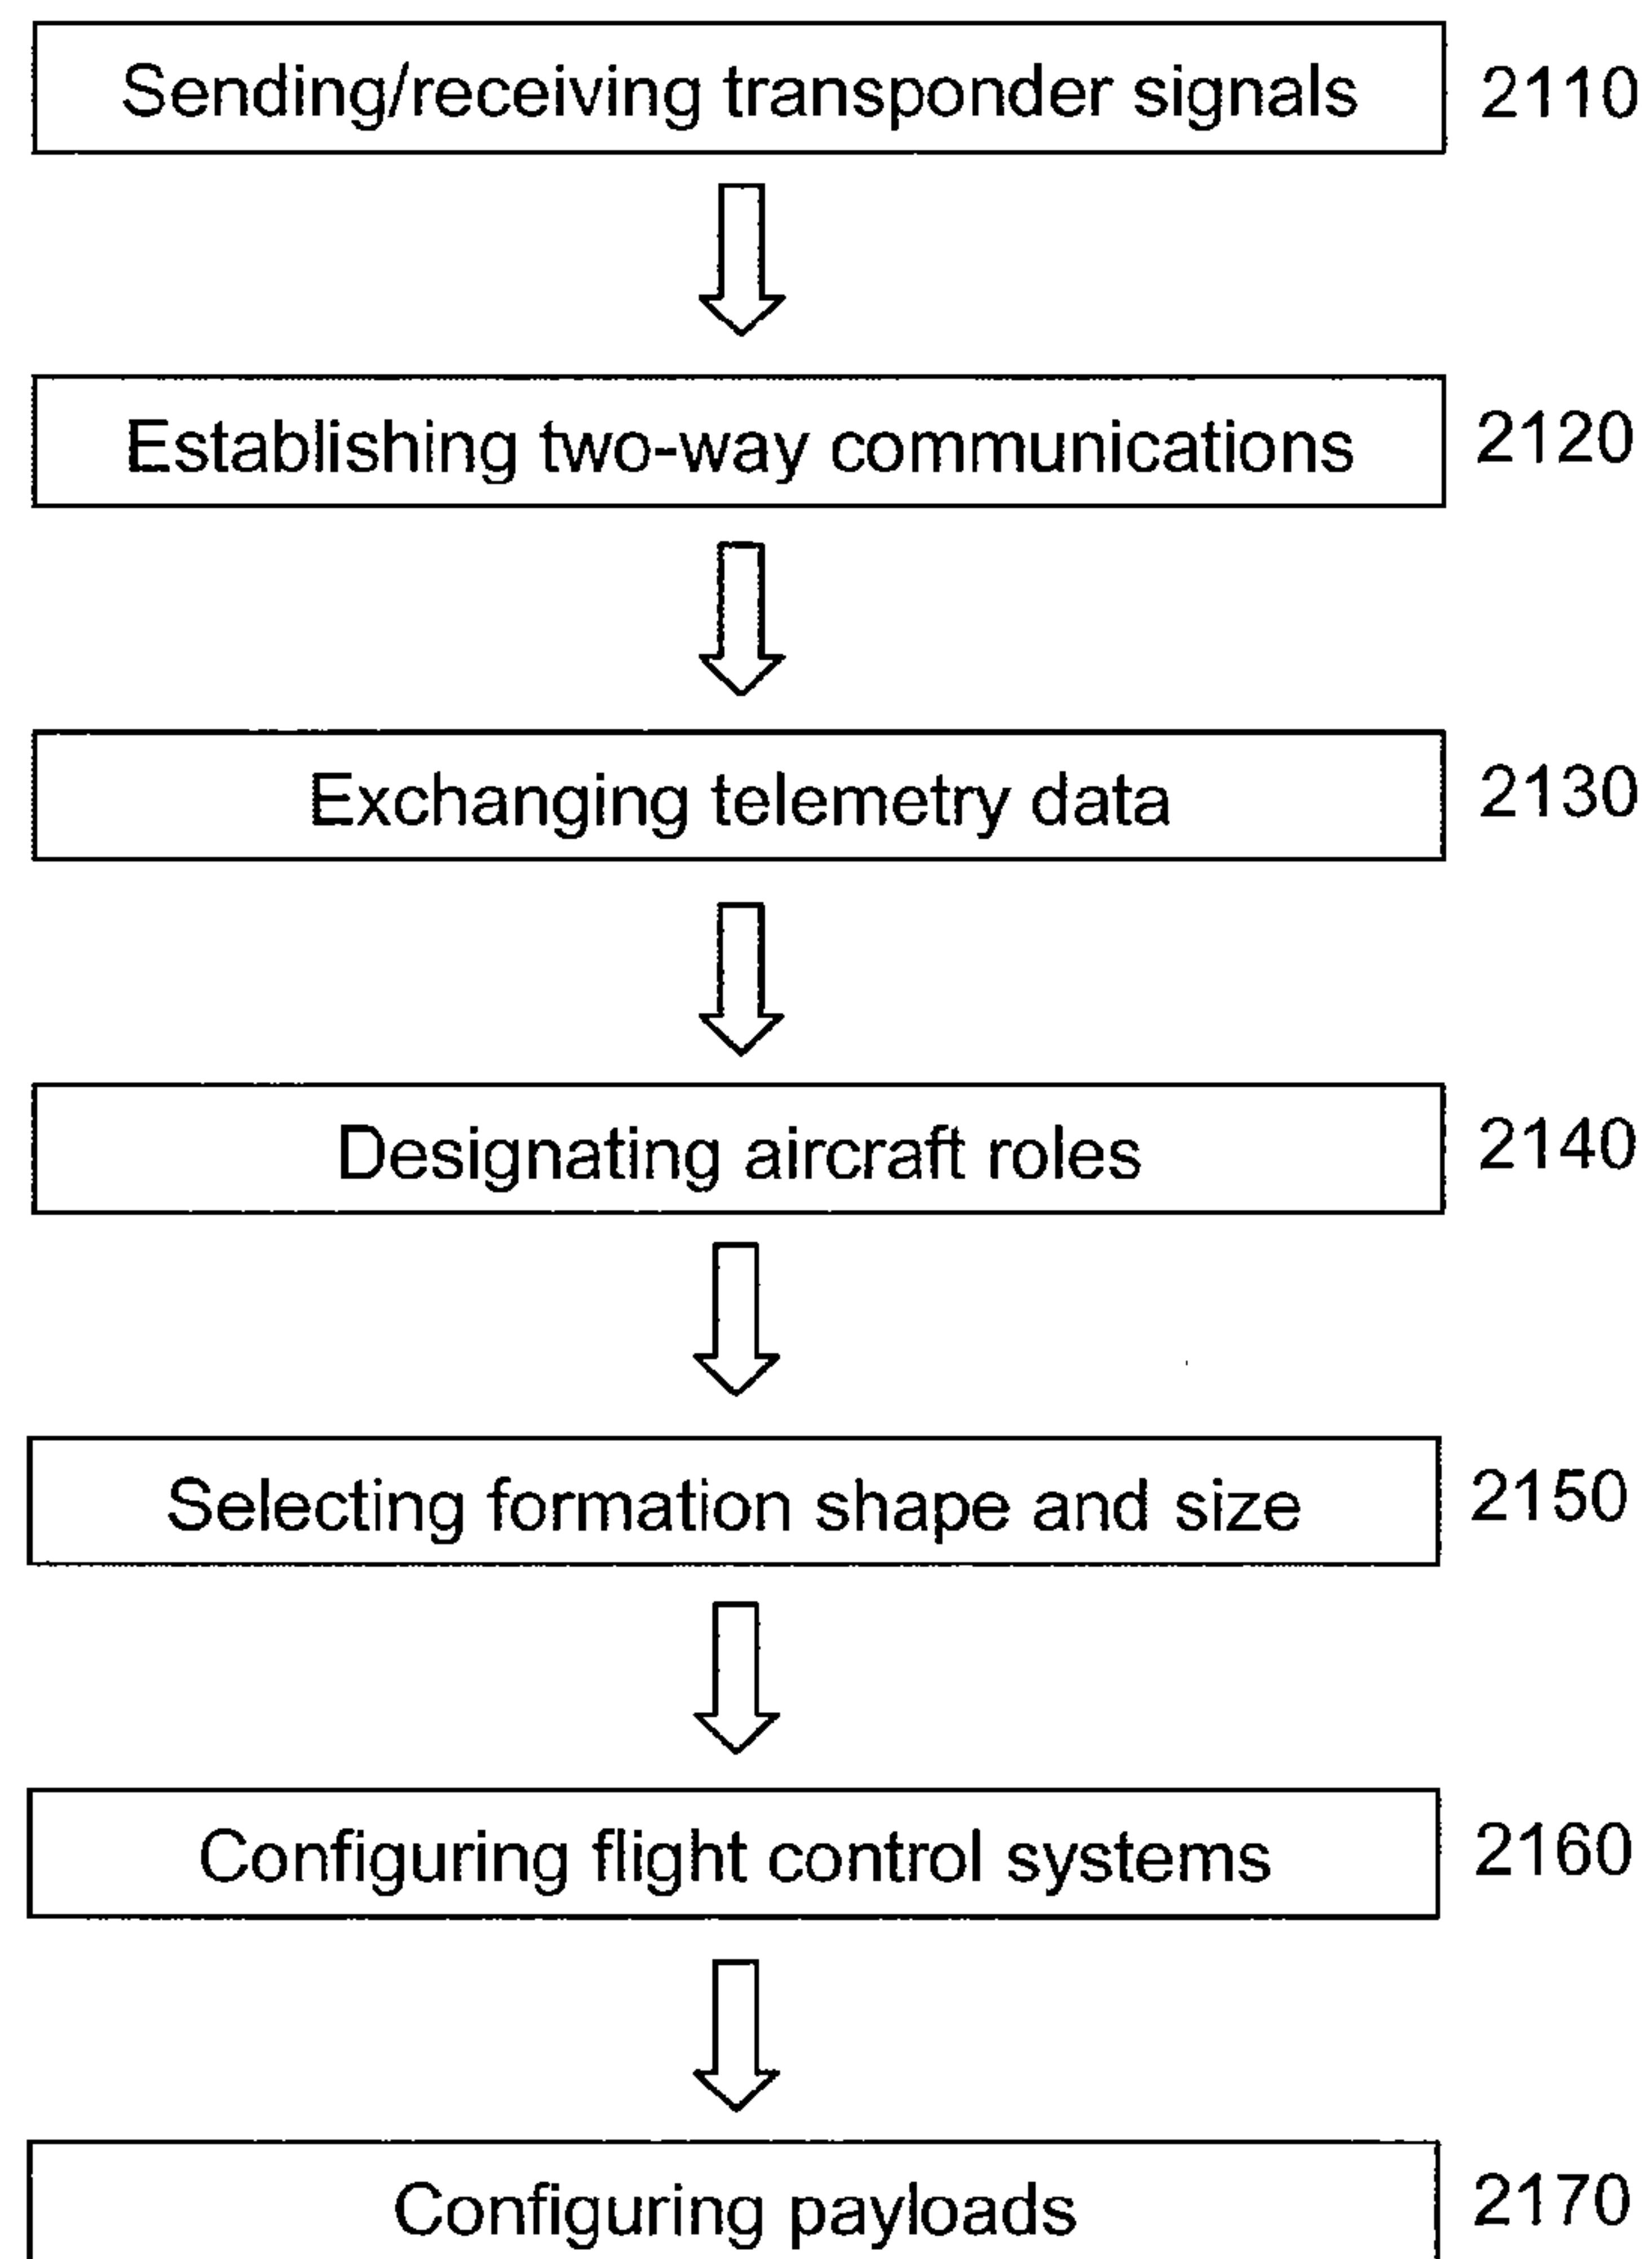 Sending/receiving transponder signals 2110
Establishing two-way communications 2120
Exchanging telemetry data 2130
Designating aircraft roles 2140
Selecting formation shape and size 2150
Configuring flight control systems 2160
Configuring payloads 2170